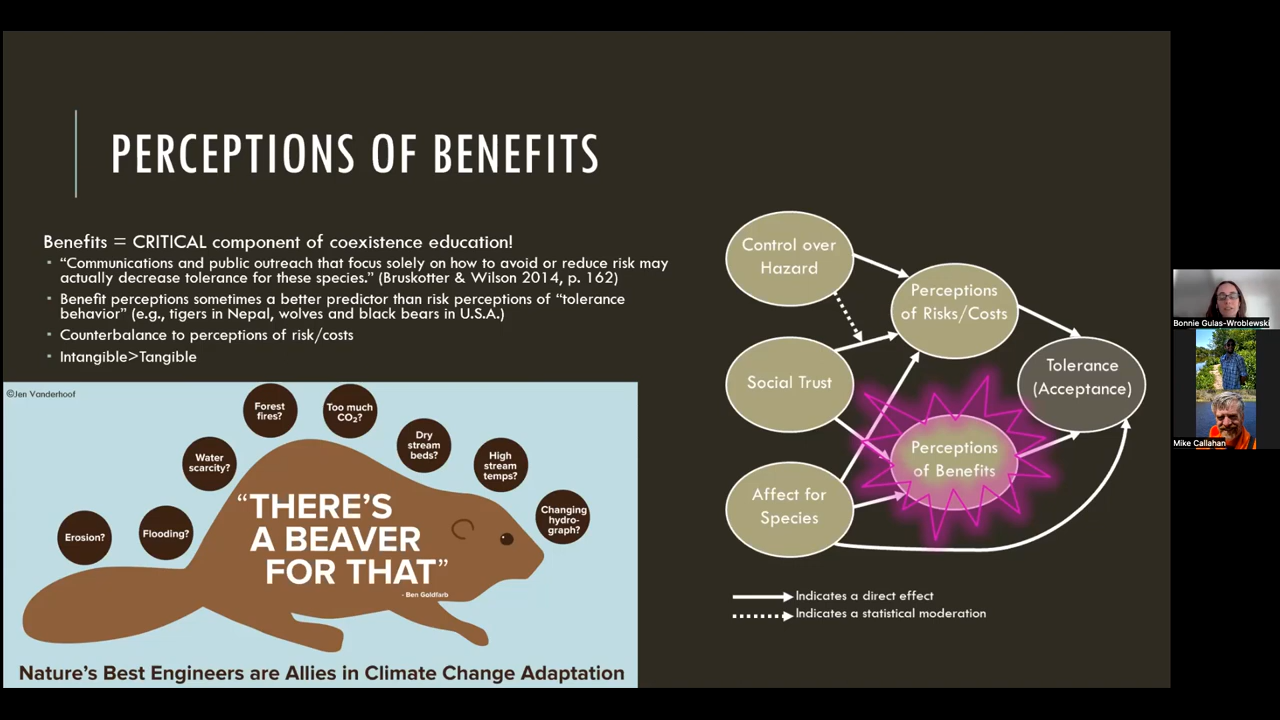 PERCEPTIONS OF BENEFITS
Benefits = CRITICAL component of coexistence education!
"Communications and public outreach that focus solely on how to avoid or reduce risk may
actually decrease tolerance for these species." (Bruskotter & Wilson 2014, p. 162)
Benefit perceptions sometimes a better predictor than risk perceptions of "tolerance
behavior" (e.g., tigers in Nepal, wolves and black bears in U.S.A.)
Counterbalance to perceptions of risk/costs
Intangible>Tangible
©Jen Vanderhoof
Erosion?
Flooding?
Water
scarcity?
Forest
fires?
Too much
CO₂?
Dry
stream
beds?
High
stream
temps?
Changing
hydro-
graph?
"THERE'S
A BEAVER
FOR THAT"
- Ben Goldfarb
Nature's Best Engineers are Allies in Climate Change Adaptation
Control over
Hazard
Social Trust
Affect for
Species
Perceptions
of Risks/Costs
Perceptions
of Benefits
Tolerance
(Acceptance)
Indicates a direct effect
Indicates a statistical moderation
Bonnie Gulas-Wroblewski
Mike Callahan